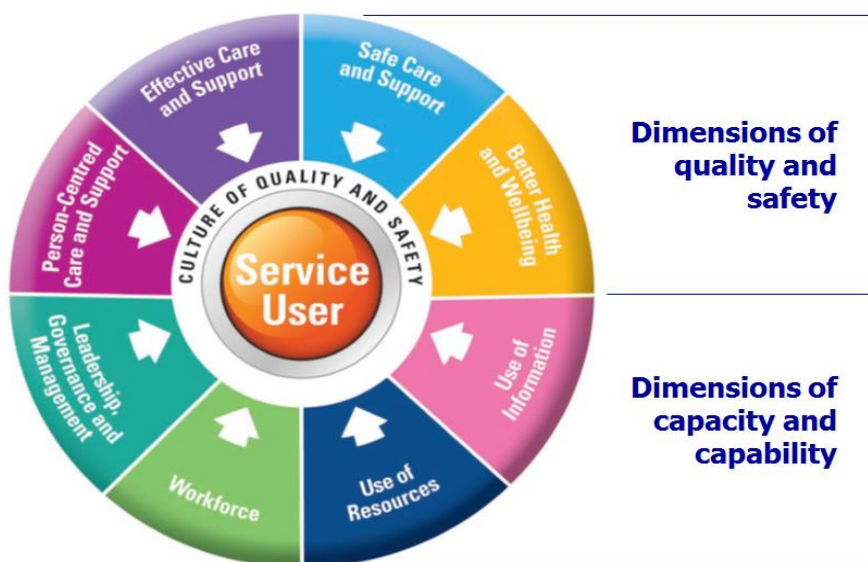 Effective Care
and Support
Safe Care
and Support
Better Health
and Wellbeing
Use of
Information
Use of
Resources
Workforce
Leadership,
Governance and
Management
Person-Centred
Care and Support
CULTURE OF QUALITY AND SAFETY
Service
User
Dimensions of
quality and
safety
Dimensions of
capacity and
capability